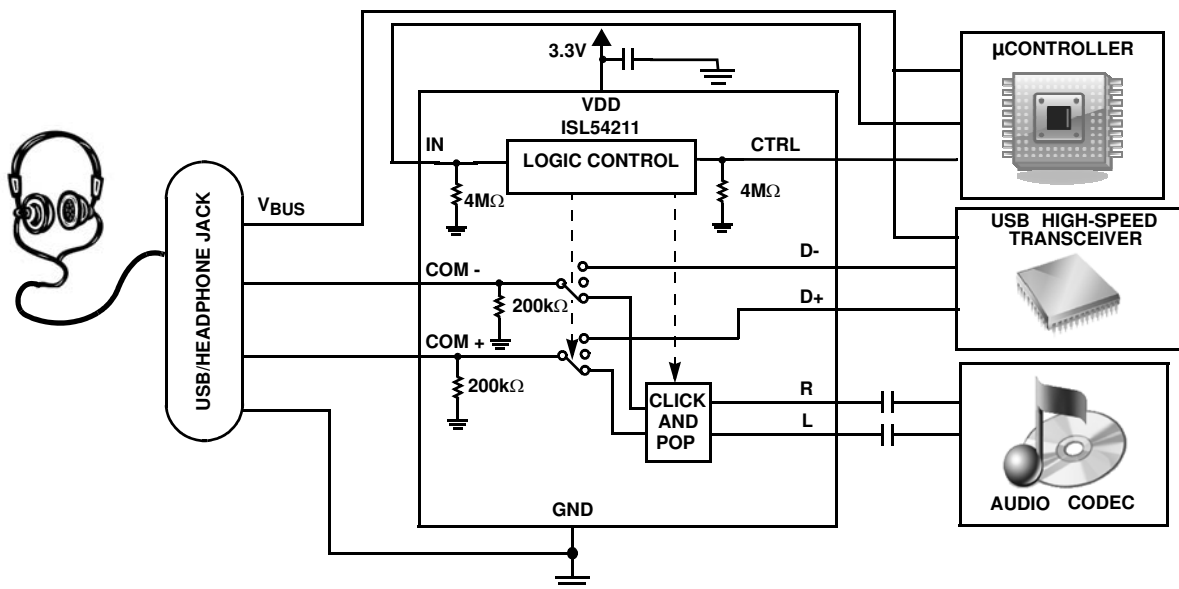 3.3V
µCONTROLLER
VDD
ISL54211
IN
LOGIC CONTROL
CTRL
4MΩ
4MΩ
USB/HEADPHONE JACK
VBUS
USB HIGH-SPEED
TRANSCEIVER
COM -
D-
200kΩ
D+
COM +
200kΩ
CLICK
AND
POP
R
L
AUDIO CODEC
GND